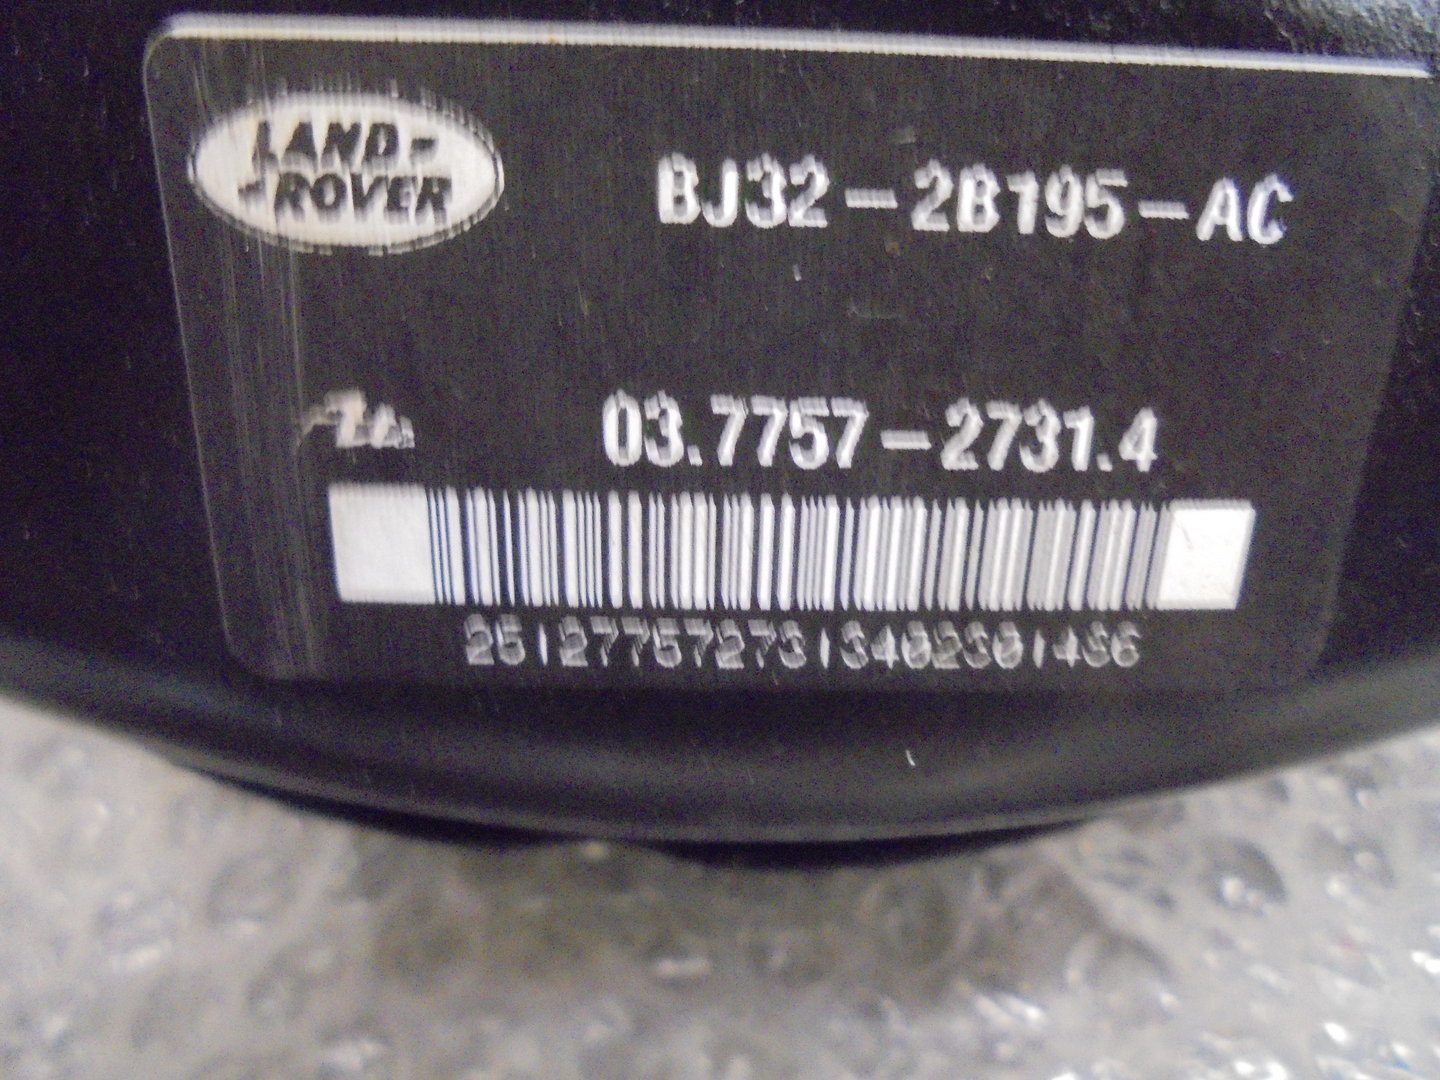 LAND-
-ROVER
BJ32-2B195-AC
03.7757-2731.4